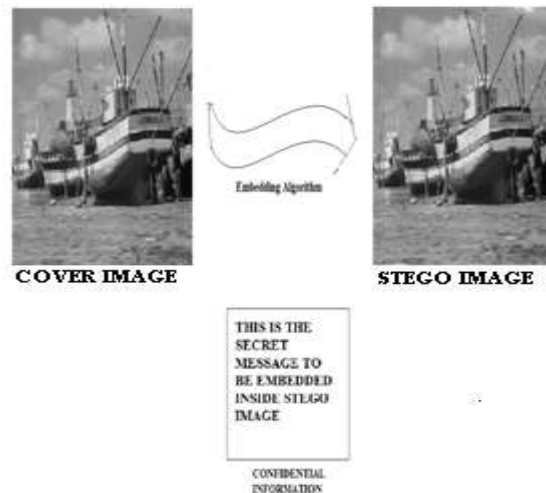 Embedding Algorithm
COVER IMAGE
STEGO IMAGE
THIS IS THE
SECRET
MESSAGE TO
BE EMBEDDED
INSIDE STEGO
IMAGE
CONFIDENTIAL
INFORMATION